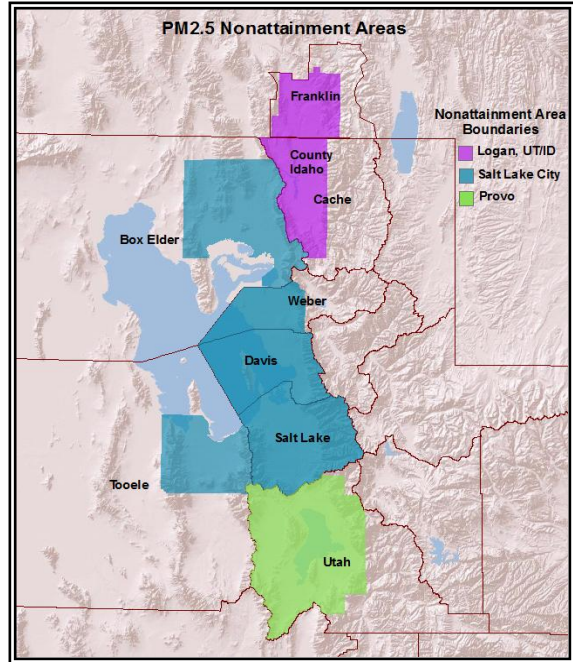 PM2.5 Nonattainment Areas
Franklin
Nonattainment Area
Boundaries
Logan, UT/ID
Salt Lake City
Provo
County
Idaho
Cache
Box Elder
Weber
Davis
Salt Lake
Tooele
Utah